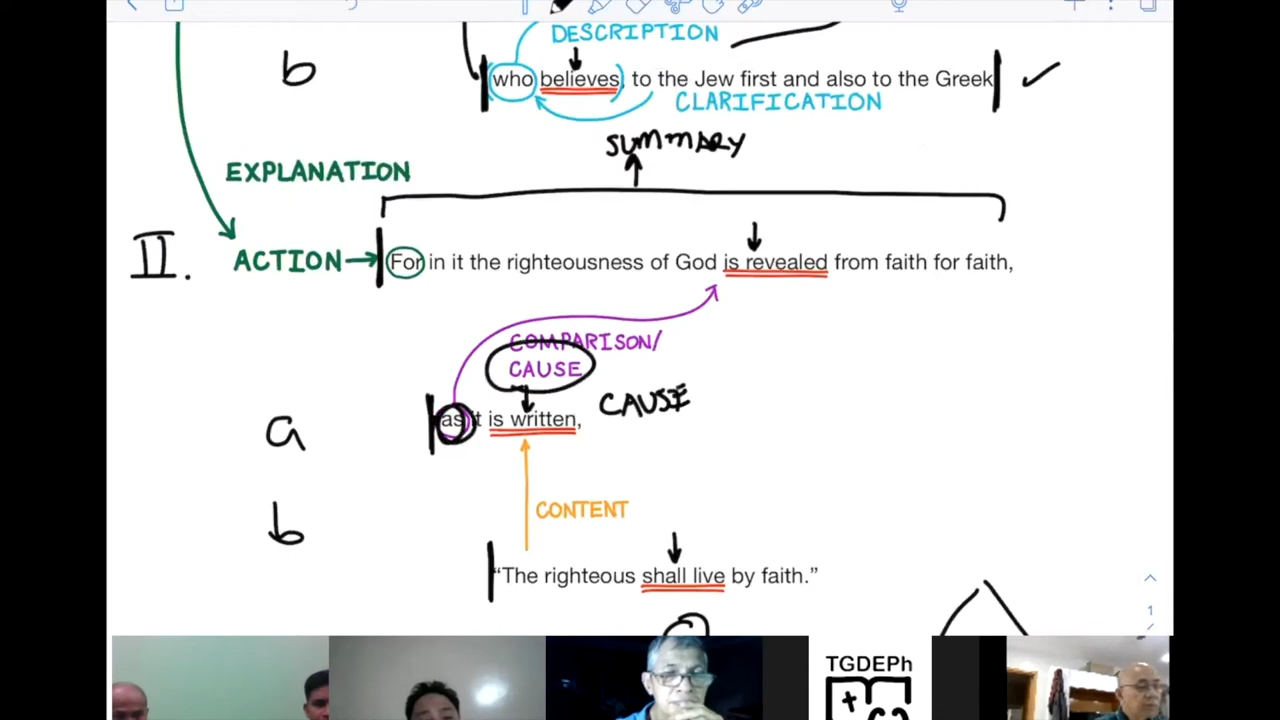 DESCRIPTION
b
who believes, to the Jew first and also to the Greek
CLARIFICATION
SUMMARY
EXPLANATION
II.
ACTION
For in it the righteousness of God is revealed from faith for faith,
COMPARISON/
CAUSE
a
as it is written,
CAUSE
b
CONTENT
“The righteous shall live by faith.”
1
TGDEPh